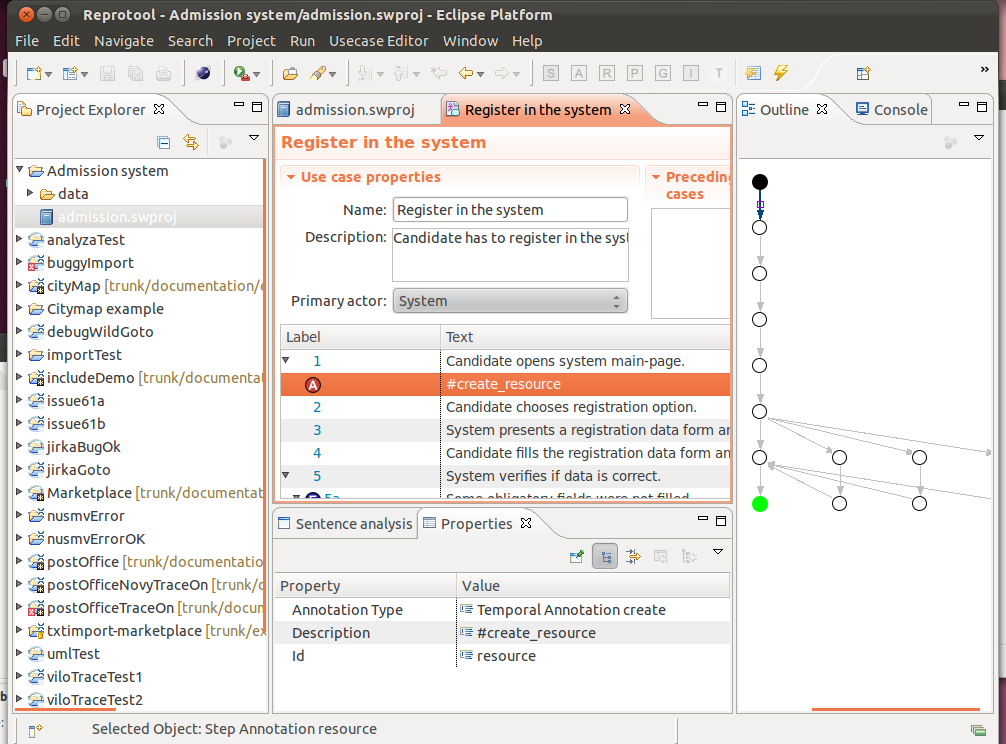 Reprotool - Admission system/admission.swproj - Eclipse Platform
File Edit Navigate Search Project Run Usecase Editor Window Help
S A R P G I T
»
Project Explorer
Admission system
data
admission.swproj
analyzaTest
buggyImport
cityMap [trunk/documentation/e
Citymap example
debugWildGoto
importTest
includeDemo [trunk/documentat
issue61a
issue61b
jirkaBugOk
jirkaGoto
Marketplace [trunk/documentat
nusmvError
nusmvErrorOK
postOffice [trunk/documentatio
postOfficeNovyTraceOn [trunk/d
postOfficeTraceOn [trunk/docum
txtimport-marketplace [trunk/ex
umlTest
viloTraceTest1
viloTraceTest2
admission.swproj Register in the system
Register in the system
Use case properties
Name: Register in the system
Description: Candidate has to register in the syst
Primary actor: System
Preceding
cases
Label Text
1 Candidate opens system main-page.
A #create_resource
2 Candidate chooses registration option.
3 System presents a registration data form an
4 Candidate fills the registration data form an
5 System verifies if data is correct.
5a Some obligatory fields were not filled
Sentence analysis Properties
Property Value
Annotation Type Temporal Annotation create
Description #create_resource
Id resource
Outline Console
Selected Object: Step Annotation resource